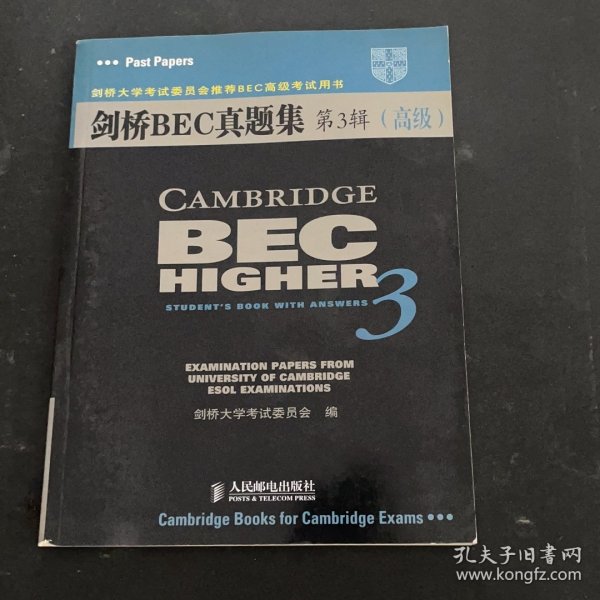 ••• Past Papers
剑桥大学考试委员会推荐BEC高级考试用书
剑桥BEC真题集 第3辑（高级）
CAMBRIDGE
BEC
HIGHER 3
STUDENT'S BOOK WITH ANSWERS
EXAMINATION PAPERS FROM
UNIVERSITY OF CAMBRIDGE
ESOL EXAMINATIONS
剑桥大学考试委员会 编
人民邮电出版社
POSTS & TELECOM PRESS
Cambridge Books for Cambridge Exams •••
孔夫子旧书网
www.kongfz.com